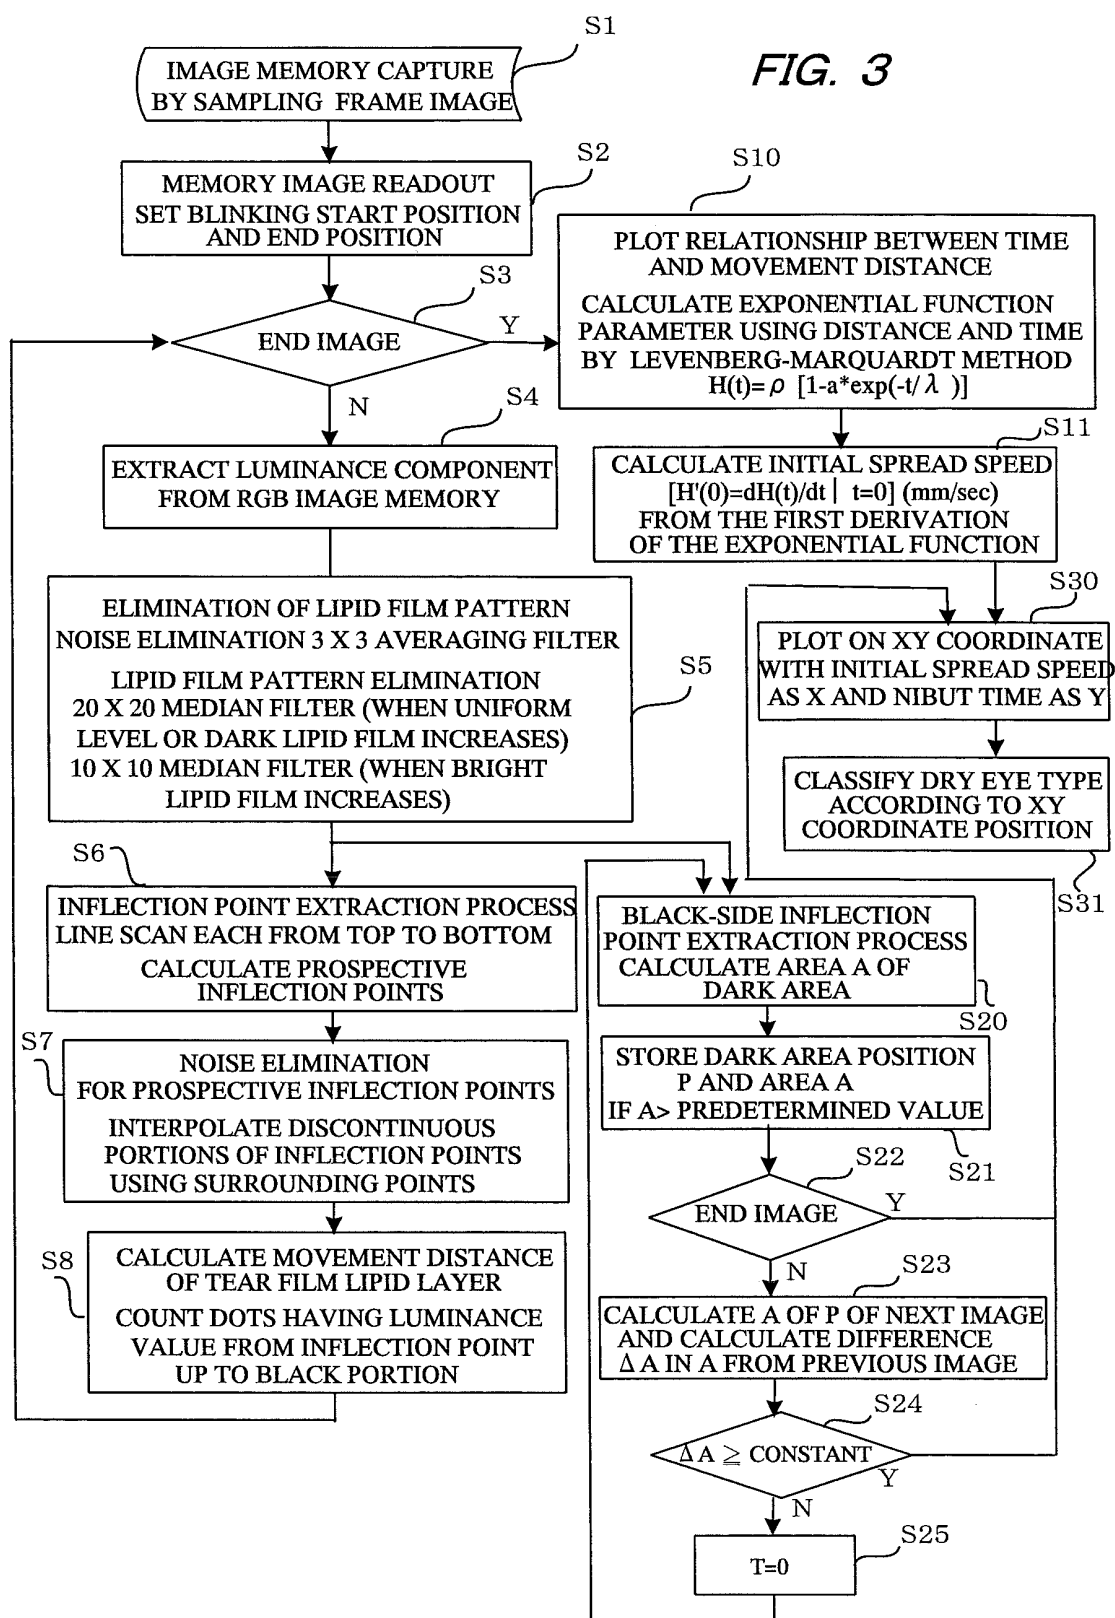 FIG. 3
S1
IMAGE MEMORY CAPTURE
BY SAMPLING FRAME IMAGE
S2
MEMORY IMAGE READOUT
SET BLINKING START POSITION
AND END POSITION
S3
END IMAGE
Y
N
S4
EXTRACT LUMINANCE COMPONENT
FROM RGB IMAGE MEMORY
ELIMINATION OF LIPID FILM PATTERN
NOISE ELIMINATION 3 X 3 AVERAGING FILTER
LIPID FILM PATTERN ELIMINATION
20 X 20 MEDIAN FILTER (WHEN UNIFORM
LEVEL OR DARK LIPID FILM INCREASES)
10 X 10 MEDIAN FILTER (WHEN BRIGHT
LIPID FILM INCREASES)
S5
S6
INFLECTION POINT EXTRACTION PROCESS
LINE SCAN EACH FROM TOP TO BOTTOM
CALCULATE PROSPECTIVE
INFLECTION POINTS
S7
NOISE ELIMINATION
FOR PROSPECTIVE INFLECTION POINTS
INTERPOLATE DISCONTINUOUS
PORTIONS OF INFLECTION POINTS
USING SURROUNDING POINTS
S8
CALCULATE MOVEMENT DISTANCE
OF TEAR FILM LIPID LAYER
COUNT DOTS HAVING LUMINANCE
VALUE FROM INFLECTION POINT
UP TO BLACK PORTION
S10
PLOT RELATIONSHIP BETWEEN TIME
AND MOVEMENT DISTANCE
CALCULATE EXPONENTIAL FUNCTION
PARAMETER USING DISTANCE AND TIME
BY LEVENBERG-MARQUARDT METHOD
H(t)= ρ [1-a*exp(-t/ λ )]
S11
CALCULATE INITIAL SPREAD SPEED
[H'(0)=dH(t)/dt | t=0] (mm/sec)
FROM THE FIRST DERIVATION
OF THE EXPONENTIAL FUNCTION
S30
PLOT ON XY COORDINATE
WITH INITIAL SPREAD SPEED
AS X AND NIBUT TIME AS Y
CLASSIFY DRY EYE TYPE
ACCORDING TO XY
COORDINATE POSITION
S31
BLACK-SIDE INFLECTION
POINT EXTRACTION PROCESS
CALCULATE AREA A OF
DARK AREA
S20
STORE DARK AREA POSITION
P AND AREA A
IF A> PREDETERMINED VALUE
S21
S22
END IMAGE
Y
N
S23
CALCULATE A OF P OF NEXT IMAGE
AND CALCULATE DIFFERENCE
Δ A IN A FROM PREVIOUS IMAGE
S24
Δ A ≧ CONSTANT
Y
N
S25
T=0